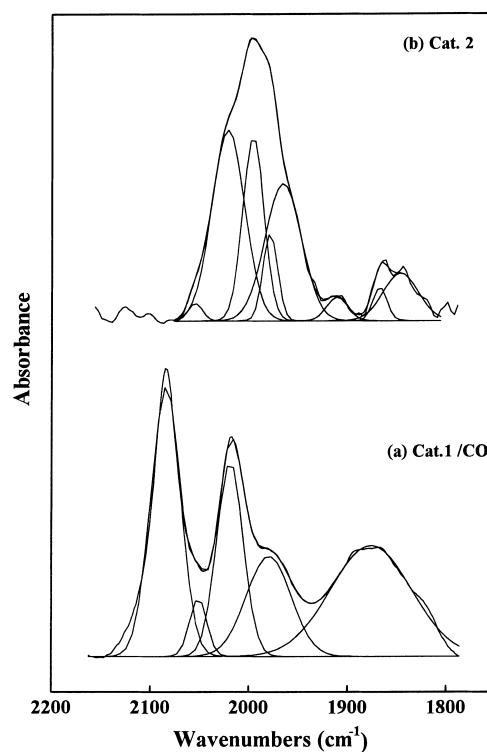 (b) Cat. 2
Absorbance
(a) Cat.1 /CO
2200 2100 2000 1900 1800
Wavenumbers (cm⁻¹)